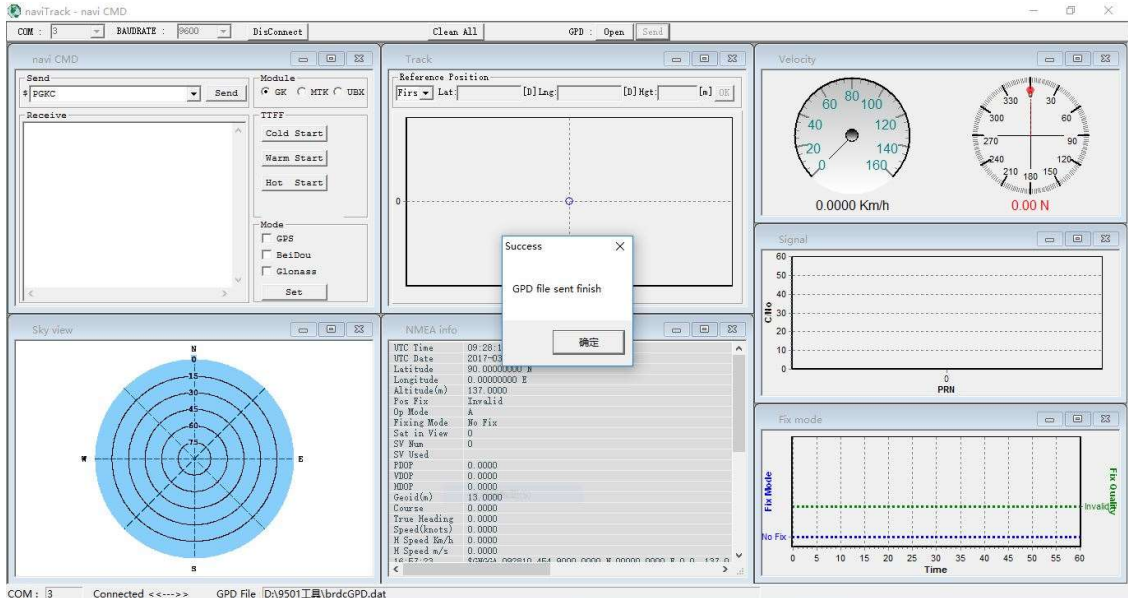 naviTrack - navi CMD
COM : 3 BAUDRATE : 9600 DisConnect Clean All GPD : Open Send
navi CMD
Send
$ PGKC Send
Receive
Module
GK MTK UBX
TTFF
Cold Start
Warm Start
Hot Start
Mode
GPS
BeiDou
Glonass
Set
Track
Reference Position
Firs Lat: [D] Lng: [D] Hgt: [m] OK
0
Velocity
0 20 40 60 80 100 120 140 160
0.0000 Km/h
30 60 90 120 150 180 210 240 270 300 330
0.00 N
Success
GPD file sent finish
确定
Signal
60
50
40
30
20
10
0
C/No
0
PRN
Sky view
N
0
15
30
45
60
75
W E
S
NMEA info
UTC Time 09:28:1
UTC Date 2017-03
Latitude 90.00000000 N
Longitude 0.00000000 E
Altitude(m) 137.0000
Pos Fix Invalid
Op Mode A
Fixing Mode No Fix
Sat in View 0
SV Num 0
SV Used
PDOP 0.0000
VDOP 0.0000
HDOP 0.0000
Geoid(m) 13.0000
Course 0.0000
True Heading 0.0000
Speed(knots) 0.0000
H Speed Km/h 0.0000
H Speed m/s 0.0000
Fix mode
Fix Mode
Fix Quality
Invalid
No Fix
0 5 10 15 20 25 30 35 40 45 50 55 60
Time
COM : 3 Connected <<--->> GPD File D:\9501工具\brdcGPD.dat